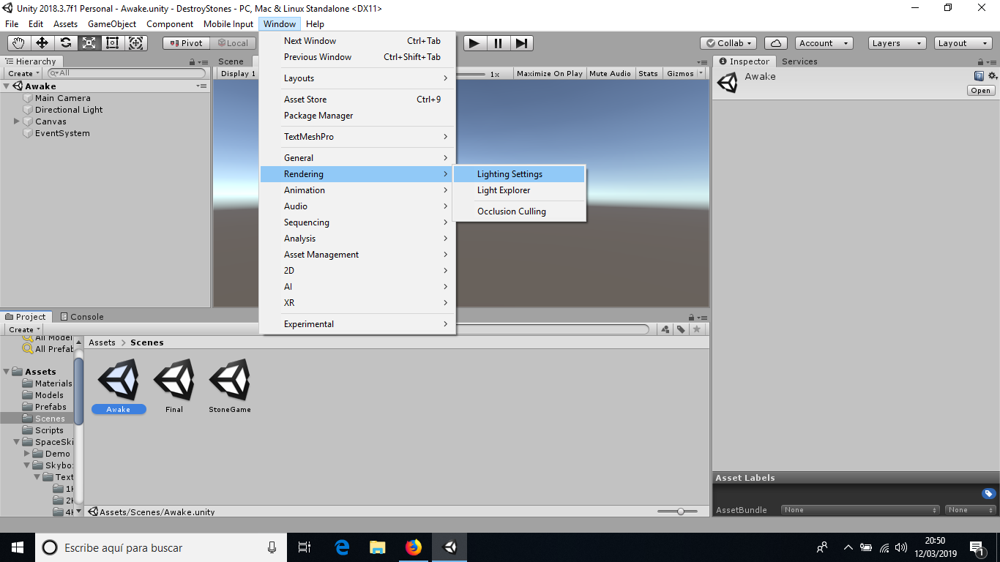 Unity 2018.3.7f1 Personal - Awake.unity - DestroyStones - PC, Mac & Linux Standalone <DX11>
File Edit Assets GameObject Component Mobile Input Window Help
Pivot Local Collab Account Layers Layout
Hierarchy
Create All
Awake
Main Camera
Directional Light
Canvas
EventSystem
Scene
Display 1 1x Maximize On Play Mute Audio Stats Gizmos
Next Window Ctrl+Tab
Previous Window Ctrl+Shift+Tab
Layouts
Asset Store Ctrl+9
Package Manager
TextMeshPro
General
Rendering
Animation
Audio
Sequencing
Analysis
Asset Management
2D
AI
XR
Experimental
Lighting Settings
Light Explorer
Occlusion Culling
Inspector Services
Awake
Open
Project Console
Create
All Model
All Prefab
Assets
Materials
Models
Prefabs
Scenes
Scripts
SpaceSki
Demo
Skybo
Text
1K
2K
4K
Assets > Scenes
Awake Final StoneGame
Assets/Scenes/Awake.unity
Asset Labels
AssetBundle None None
Escribe aquí para buscar
20:50
12/03/2019
1